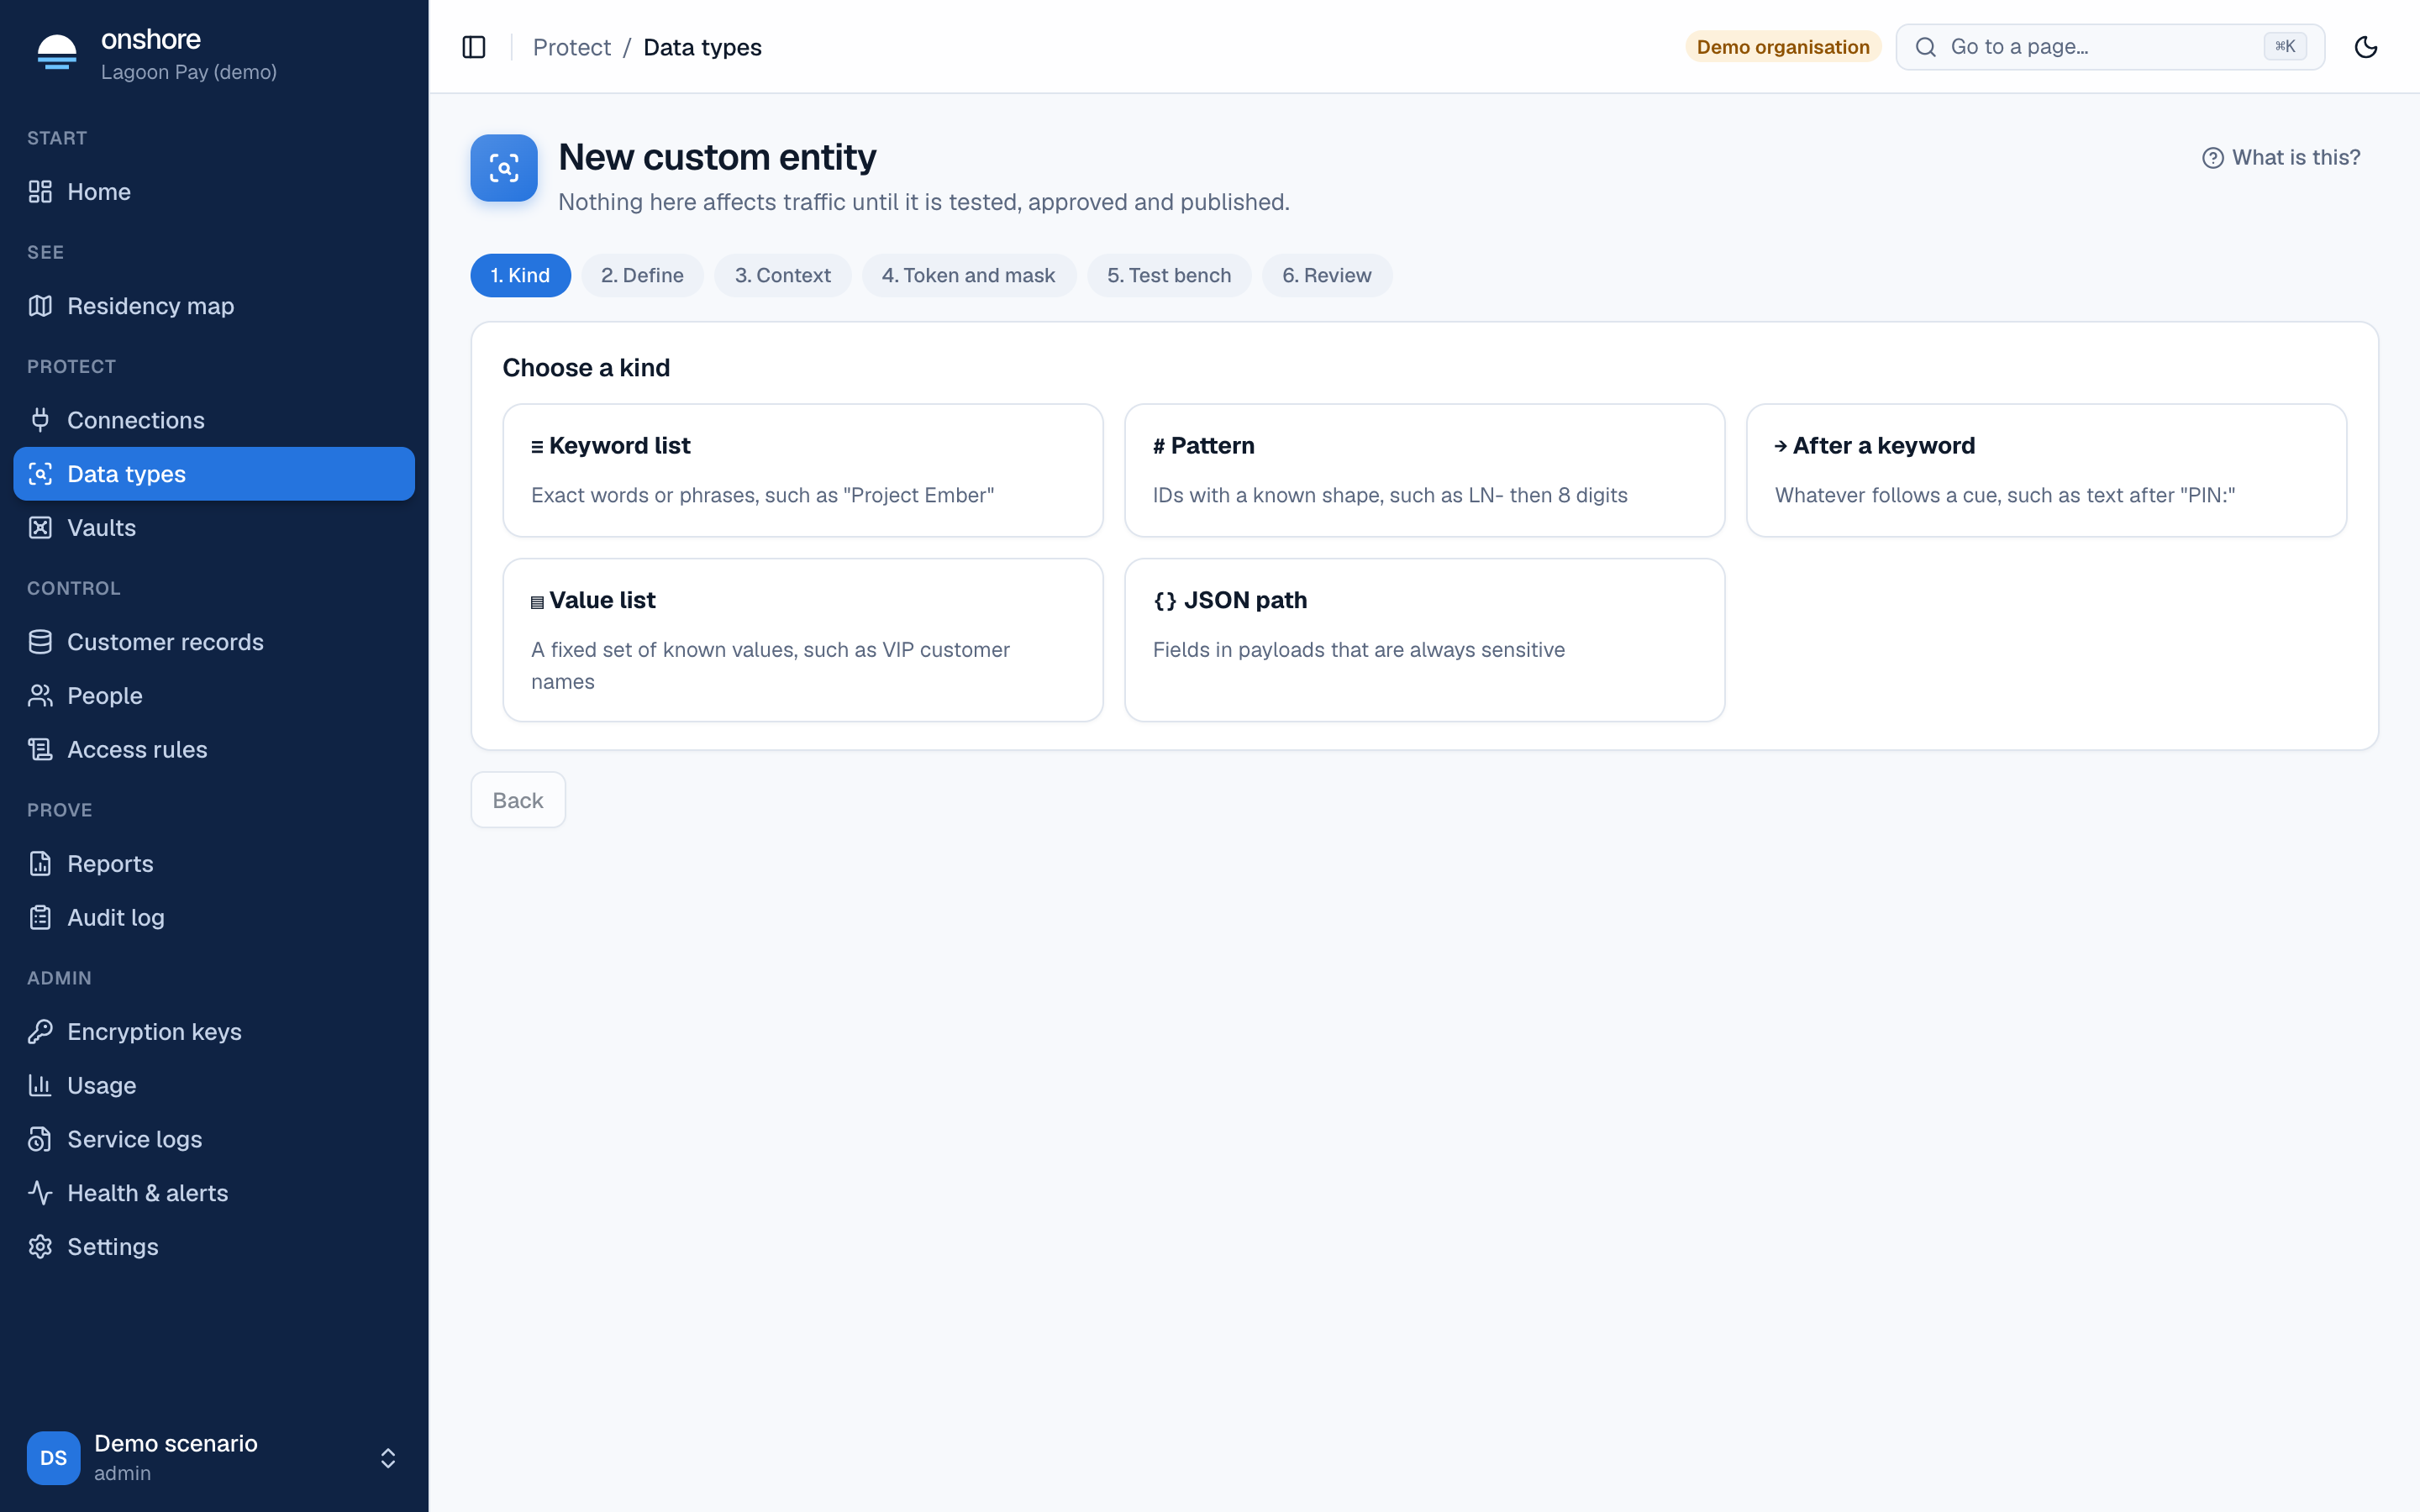 onshore
Lagoon Pay (demo)
START
Home
SEE
Residency map
PROTECT
Connections
Data types
Vaults
CONTROL
Customer records
People
Access rules
PROVE
Reports
Audit log
ADMIN
Encryption keys
Usage
Service logs
Health & alerts
Settings
DS
Demo scenario
admin
Protect / Data types
Demo organisation
Go to a page...
⌘K
New custom entity
Nothing here affects traffic until it is tested, approved and published.
What is this?
1. Kind
2. Define
3. Context
4. Token and mask
5. Test bench
6. Review
Choose a kind
≡ Keyword list
Exact words or phrases, such as "Project Ember"
# Pattern
IDs with a known shape, such as LN- then 8 digits
→ After a keyword
Whatever follows a cue, such as text after "PIN:"
▤ Value list
A fixed set of known values, such as VIP customer
names
{} JSON path
Fields in payloads that are always sensitive
Back